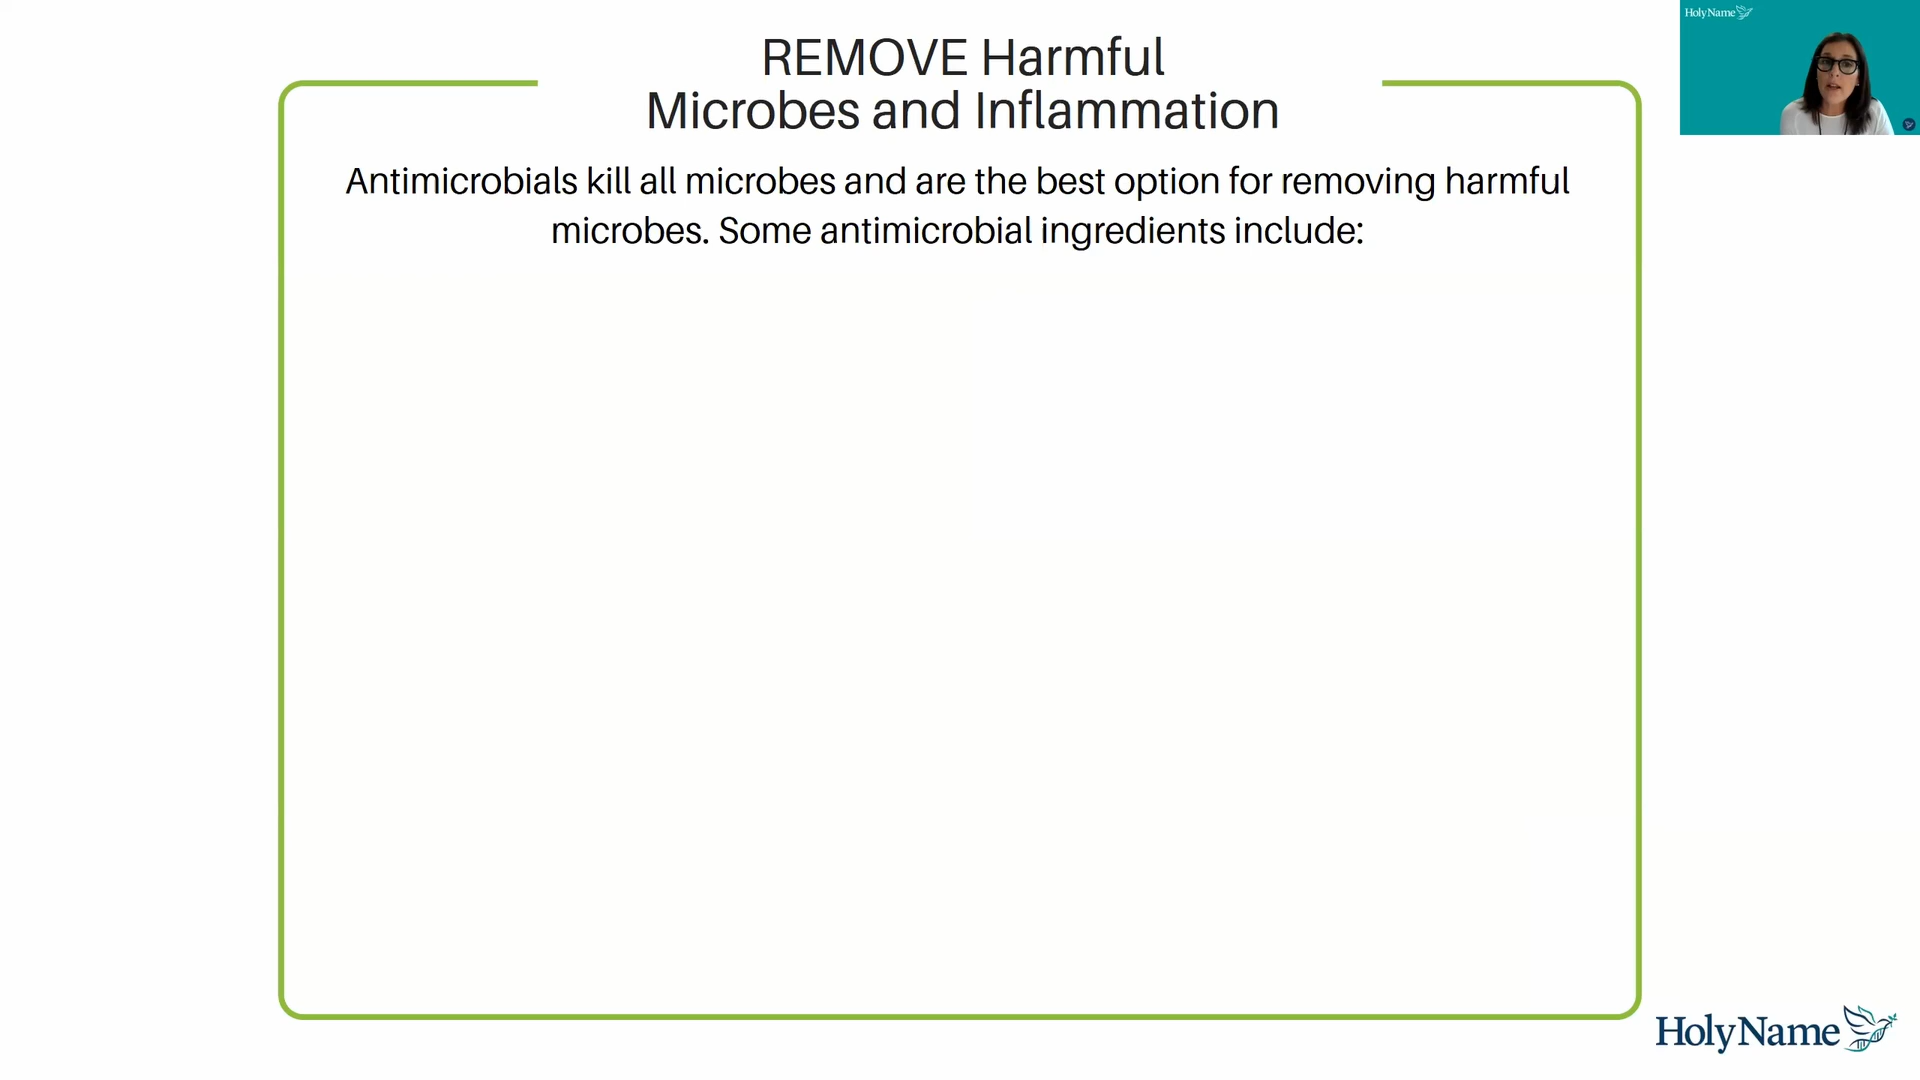 HolyName
REMOVE Harmful
Microbes and Inflammation
Antimicrobials kill all microbes and are the best option for removing harmful
microbes. Some antimicrobial ingredients include:
HolyName